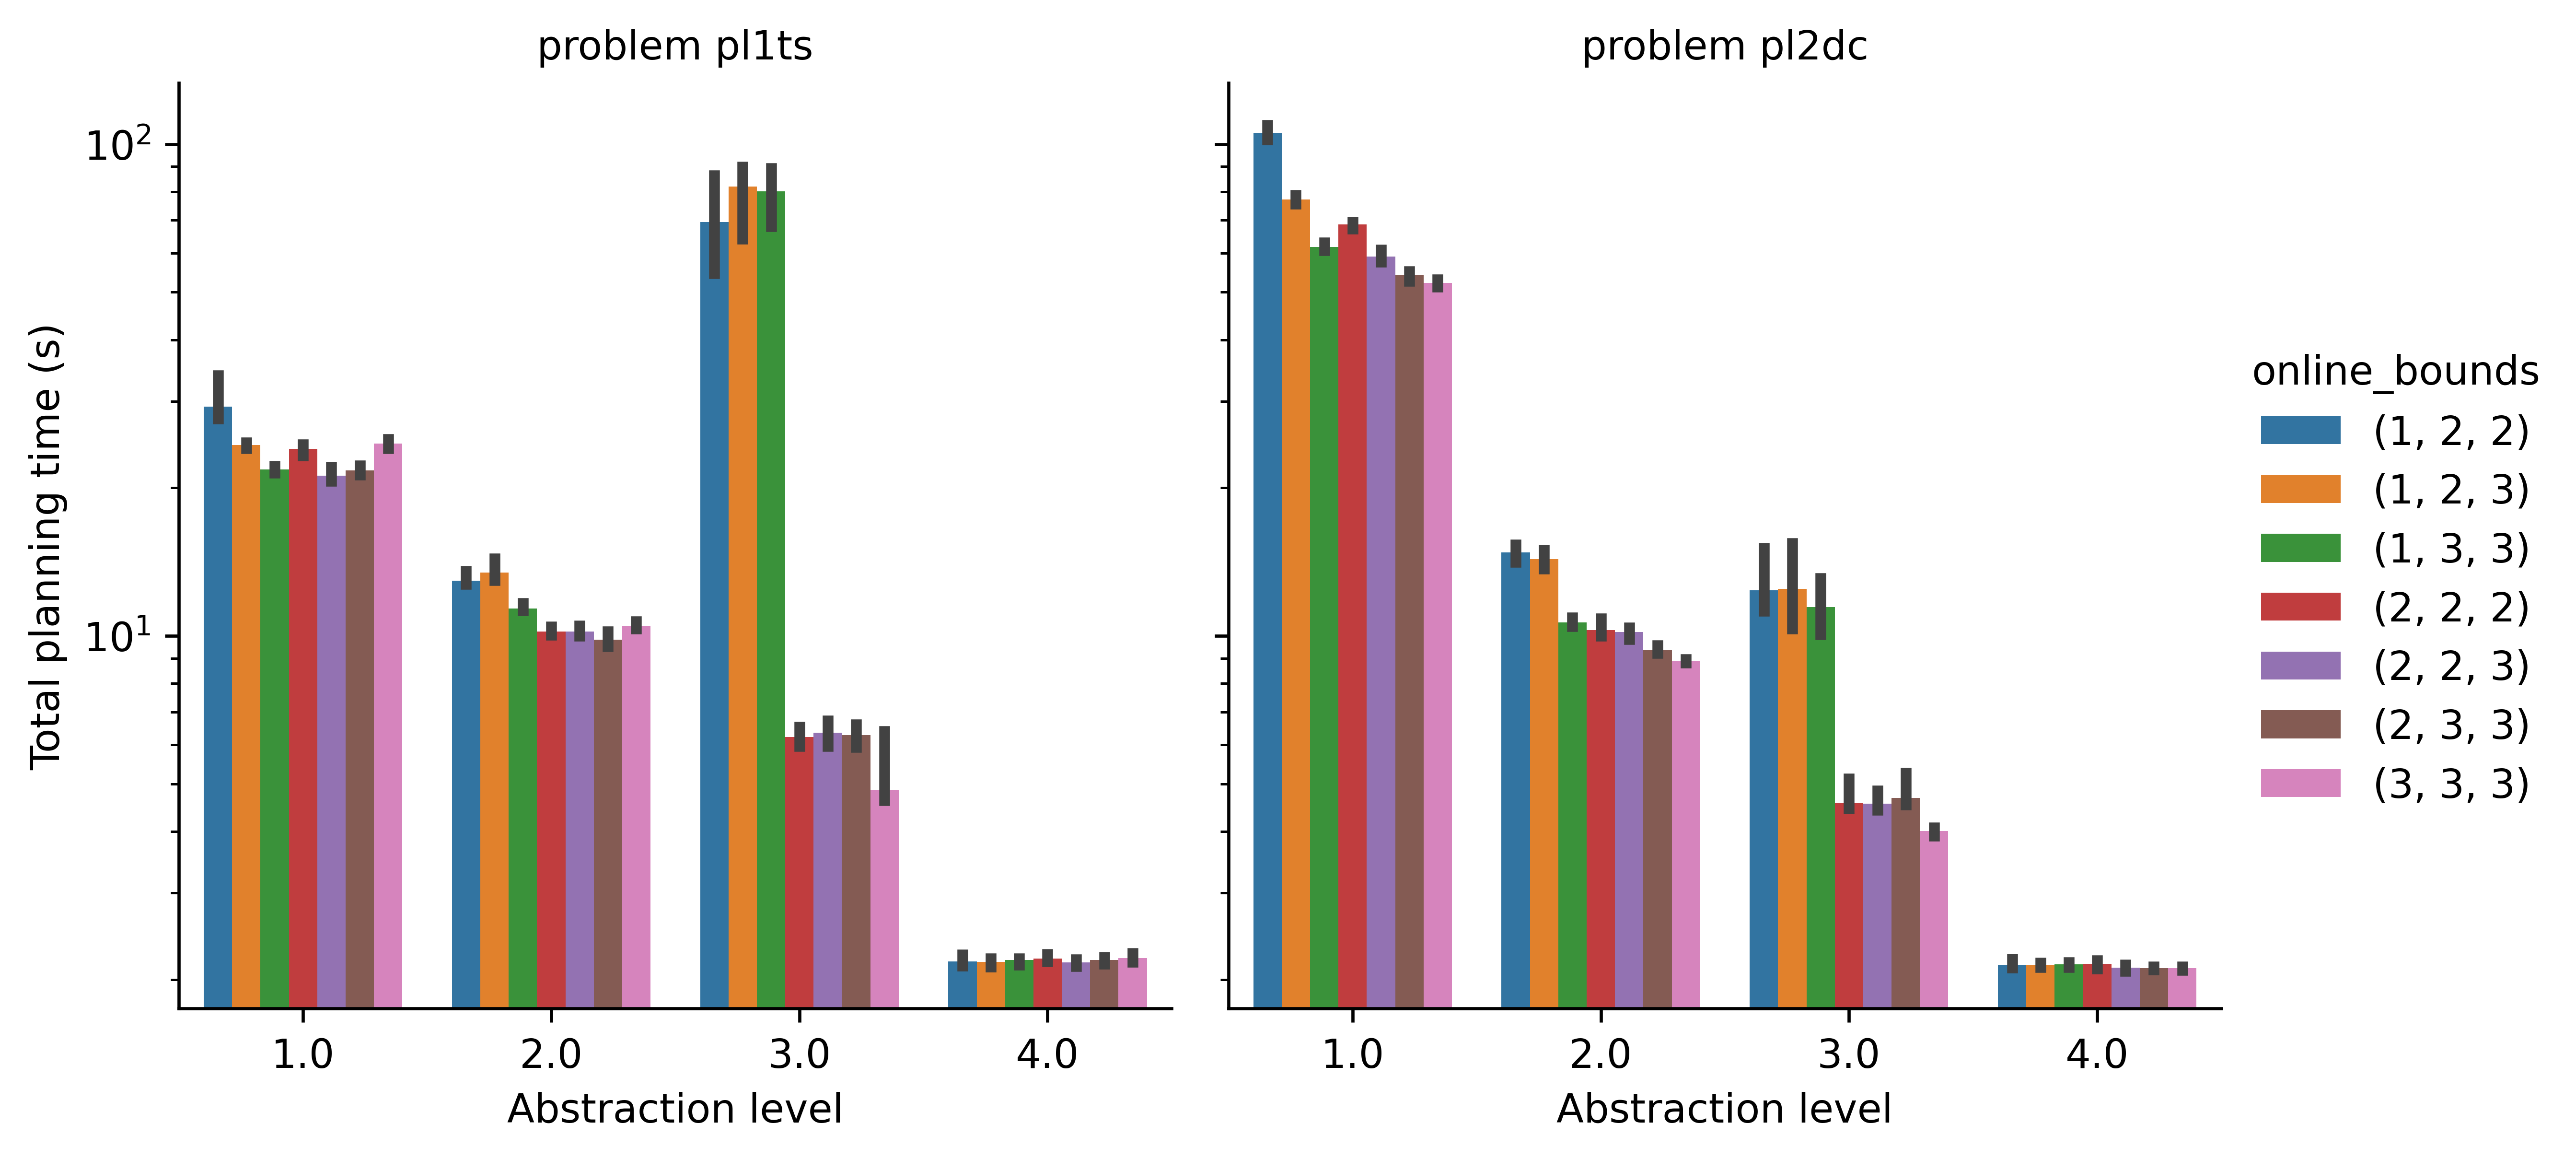 problem pl1ts
problem pl2dc
Total planning time (s)
10²
10¹
1.0 2.0 3.0 4.0
Abstraction level
1.0 2.0 3.0 4.0
Abstraction level
online_bounds
(1, 2, 2)
(1, 2, 3)
(1, 3, 3)
(2, 2, 2)
(2, 2, 3)
(2, 3, 3)
(3, 3, 3)